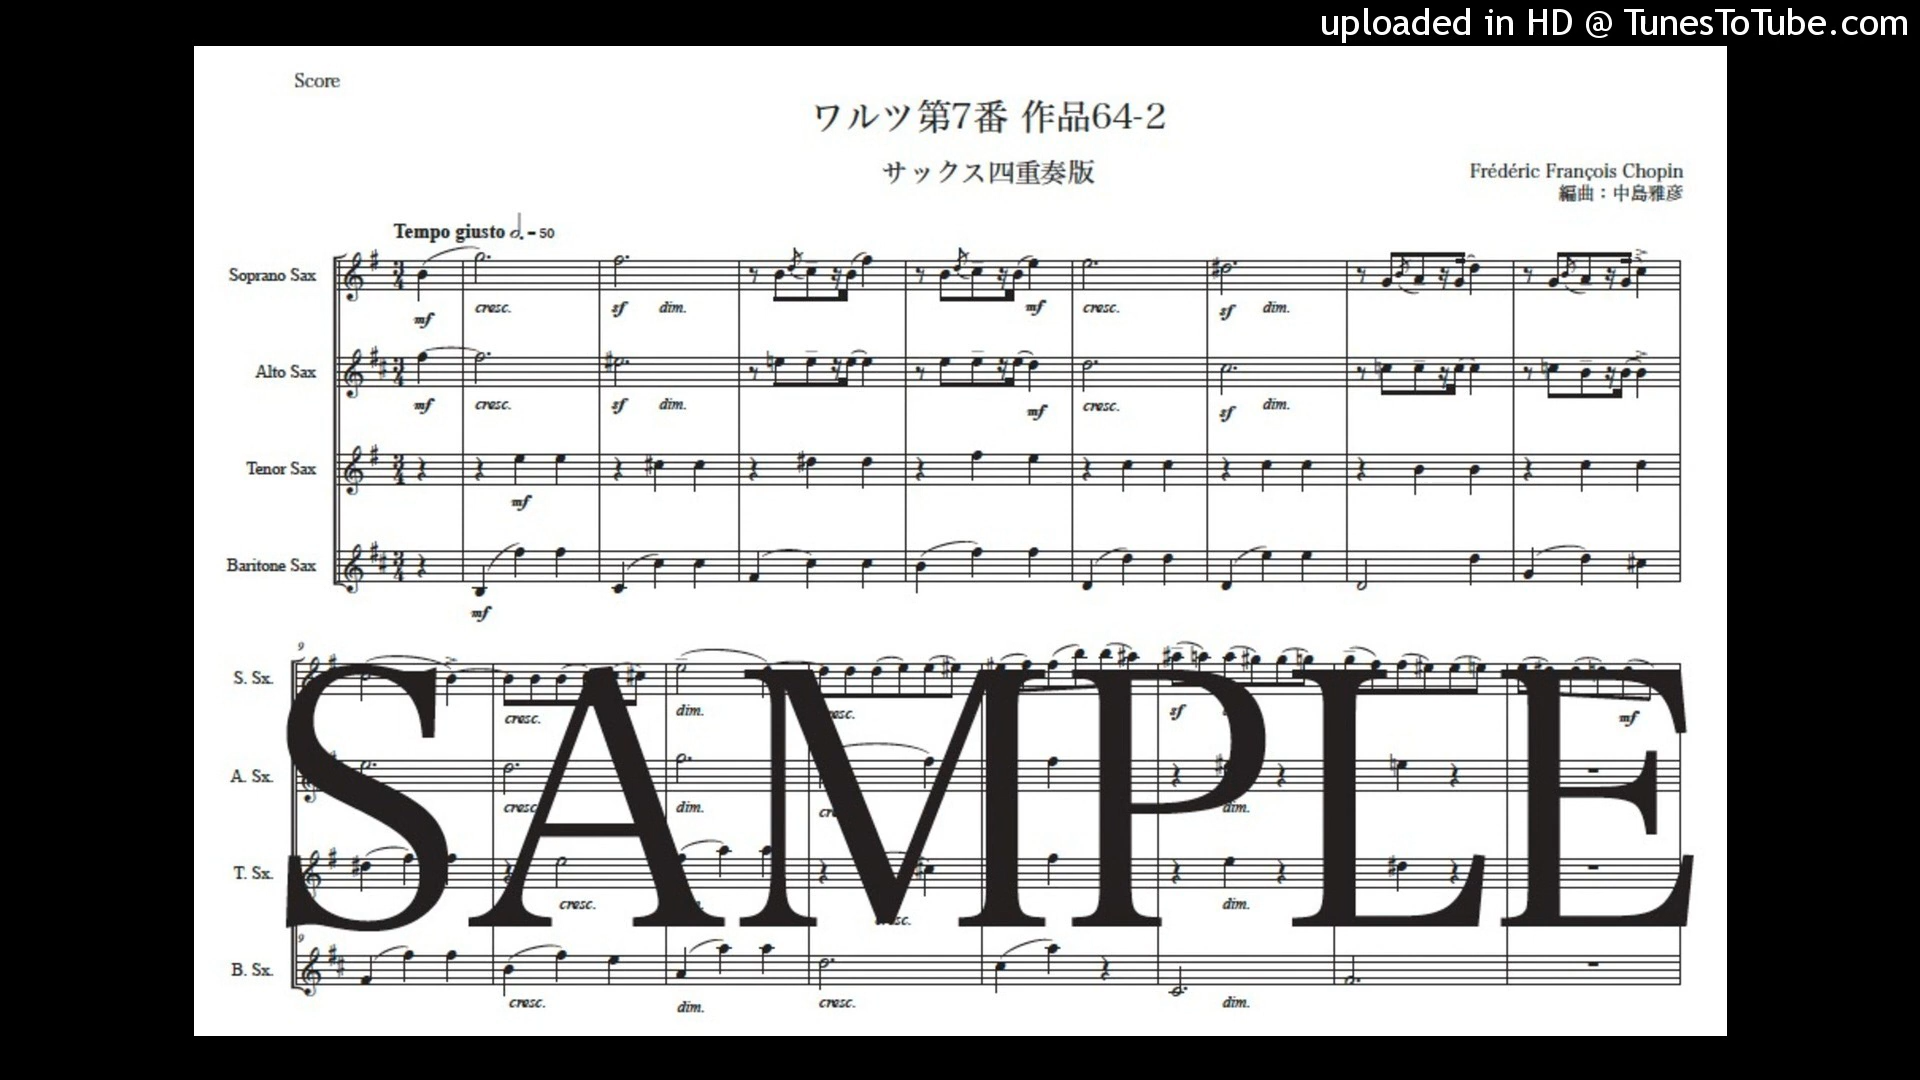 uploaded in HD @ TunesToTube.com
Score
ワルツ第7番 作品64-2
サックス四重奏版
Frédéric François Chopin
編曲：中島雅彦
Tempo giusto 𝅗𝅥. = 50
Soprano Sax
mf cresc. sf dim. mf cresc. sf dim.
Alto Sax
mf cresc. sf dim. mf cresc. sf dim.
Tenor Sax
mf
Baritone Sax
mf
9
S. Sx.
cresc. dim. sf mf
A. Sx.
dim. dim.
T. Sx.
cresc. dim.
9
B. Sx.
cresc. dim. cresc. dim.
SAMPLE